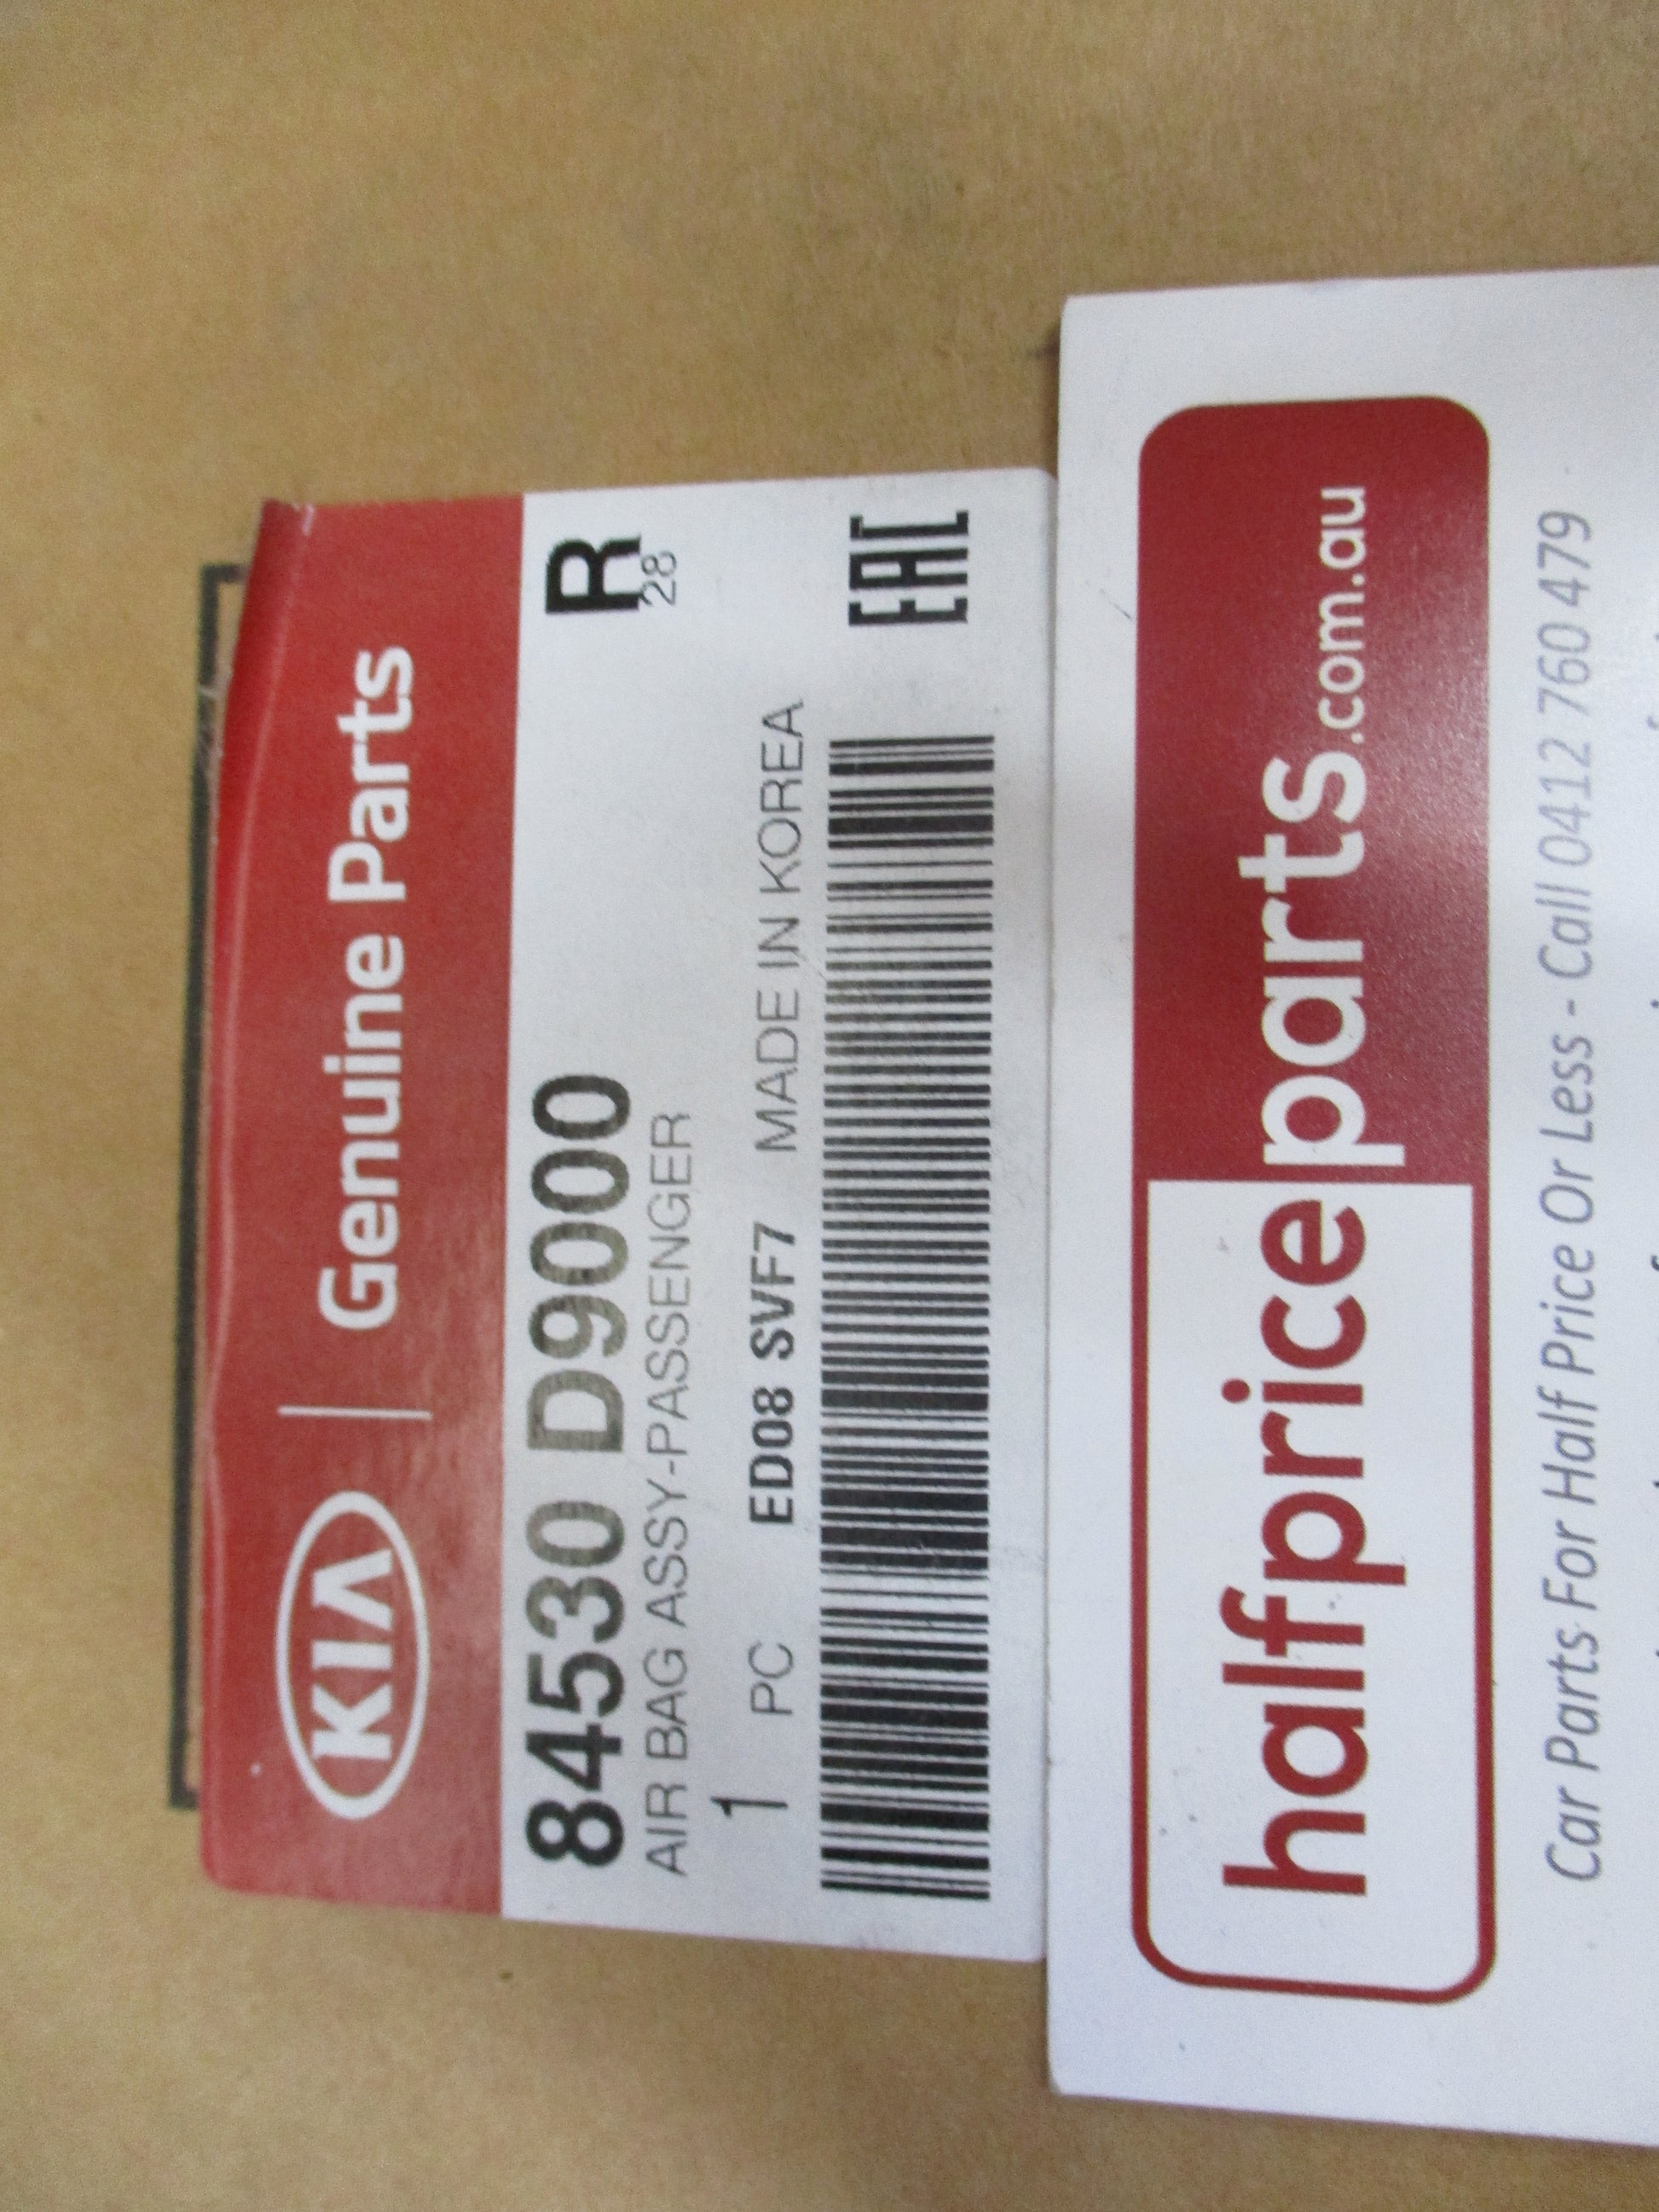 KIA Genuine Parts
84530 D9000 R
AIR BAG ASSY-PASSENGER 28
1 PC ED08 SVF7 MADE IN KOREA
EAC
halfpriceparts.com.au
Car Parts For Half Price Or Less - Call 0412 760 479